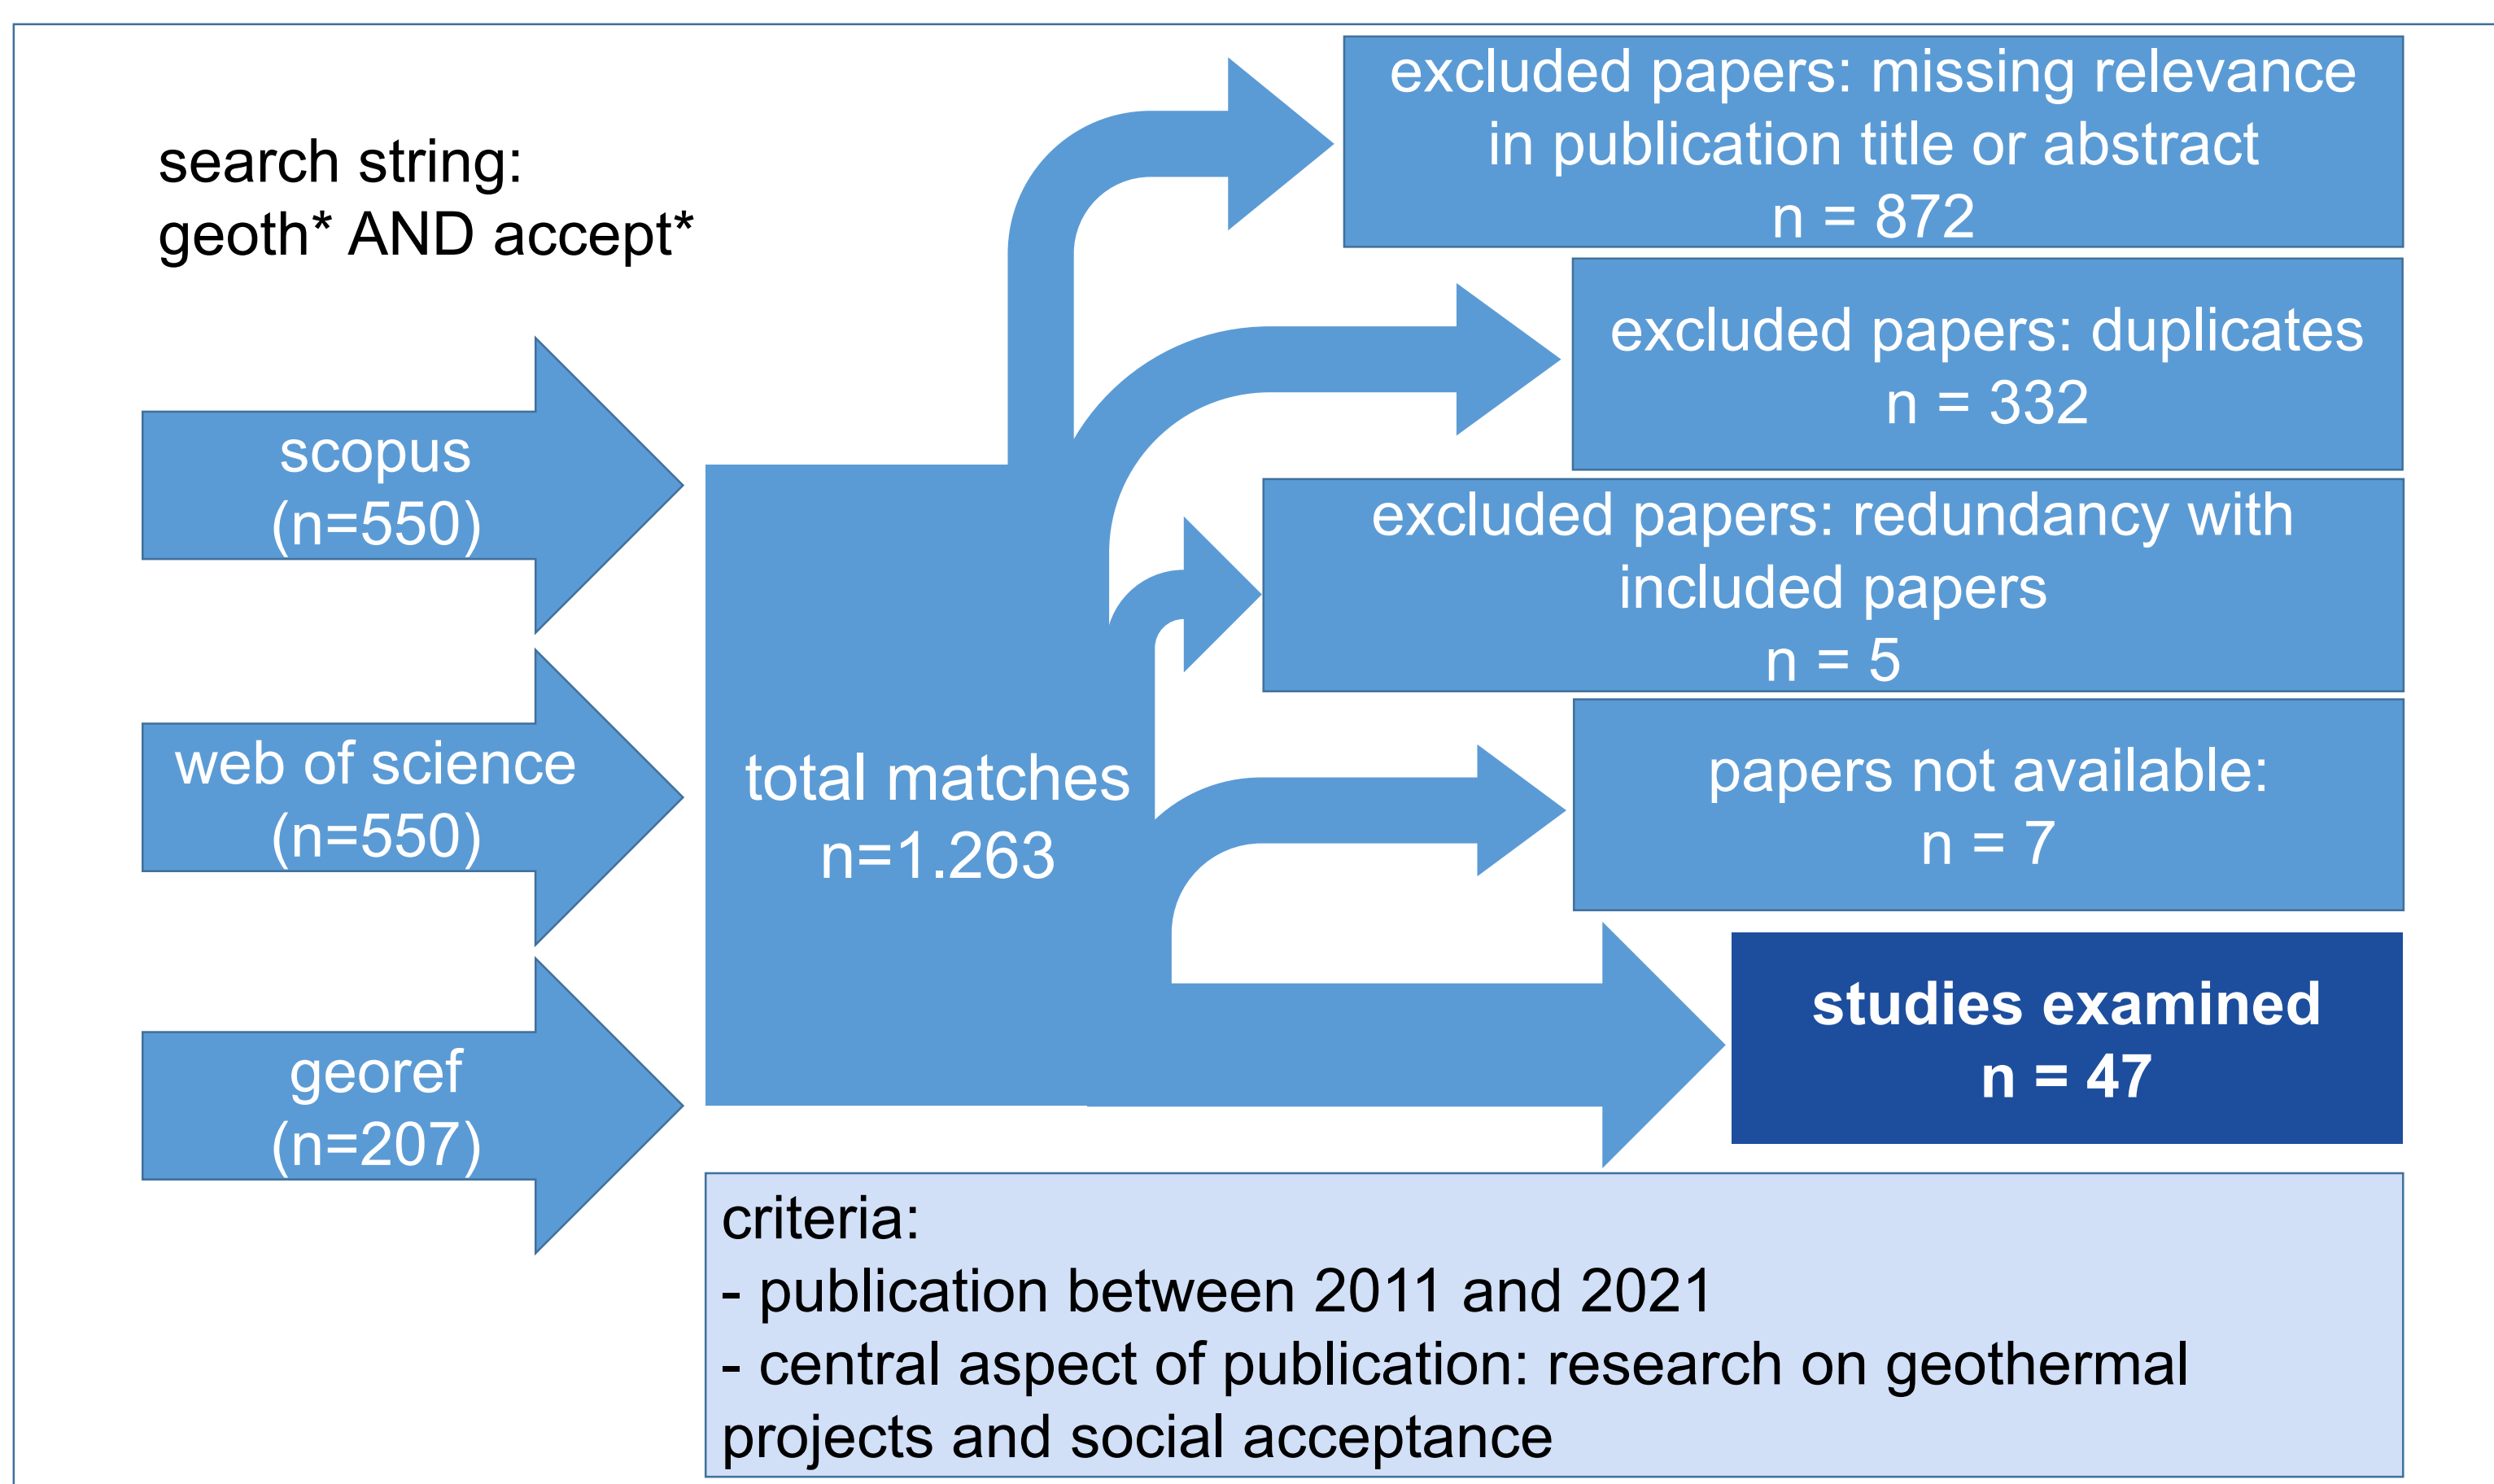 search string:
geoth* AND accept*
scopus
(n=550)
web of science
(n=550)
georef
(n=207)
total matches
n=1.263
excluded papers: missing relevance
in publication title or abstract
n = 872
excluded papers: duplicates
n = 332
excluded papers: redundancy with
included papers
n = 5
papers not available:
n = 7
studies examined
n = 47
criteria:
- publication between 2011 and 2021
- central aspect of publication: research on geothermal
projects and social acceptance